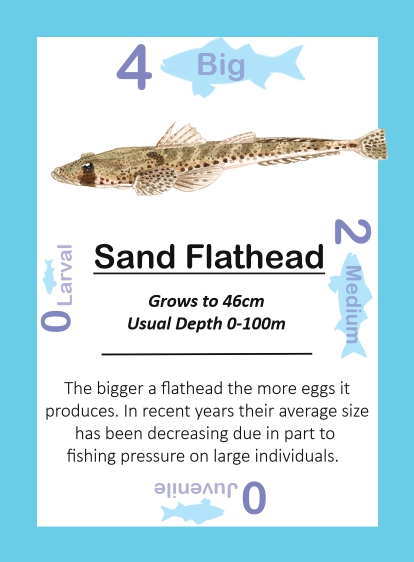 4 Big
Sand Flathead
Grows to 46cm
Usual Depth 0-100m
2 Medium
0 Larval
The bigger a flathead the more eggs it
produces. In recent years their average size
has been decreasing due in part to
fishing pressure on large individuals.
0 Juvenile